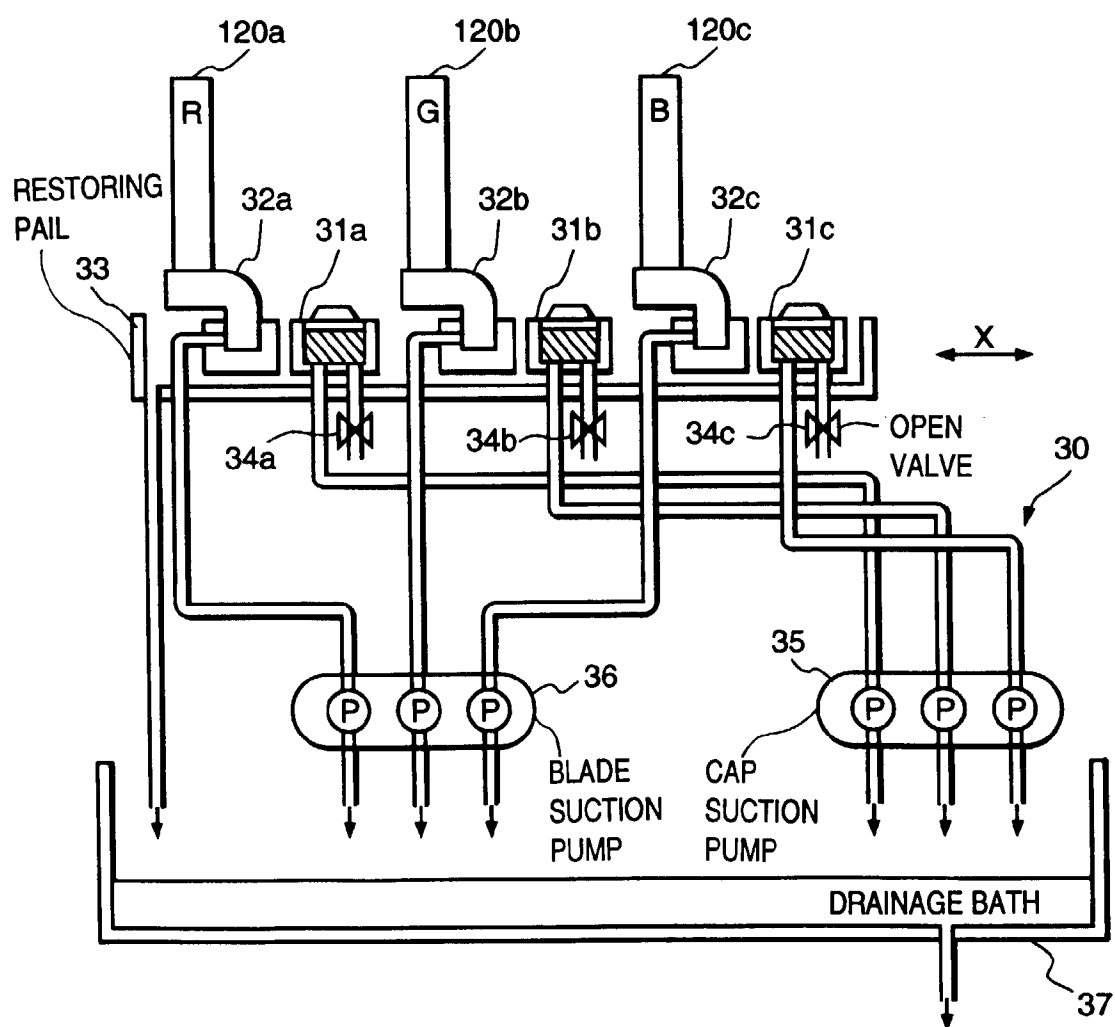 120a
120b
120c
R
G
B
RESTORING
PAIL
32a
32b
32c
31a
31b
31c
33
X
34a
34b
34c
OPEN
VALVE
30
35
36
P
P
P
P
P
P
BLADE
SUCTION
PUMP
CAP
SUCTION
PUMP
DRAINAGE BATH
37